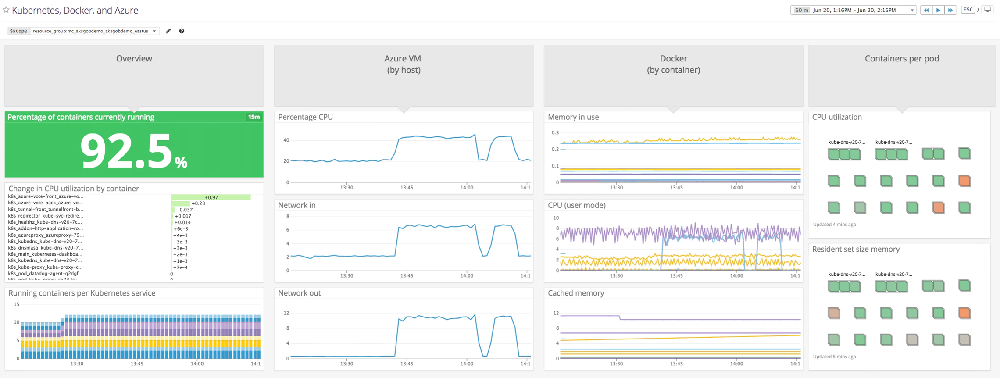 Kubernetes, Docker, and Azure
60 m Jun 20, 1:16PM – Jun 20, 2:16PM
ESC /
$scope resource_group:mc_aksgobdemo_aksgobdemo_eastus
Overview
Percentage of containers currently running 15m
92.5%
Change in CPU utilization by container
k8s_azure-vote-front_azure-vo... +0.97
k8s_azure-vote-back_azure-vo... +0.23
k8s_tunnel-front_tunnelfront-b... +0.037
k8s_redirector_kube-svc-redire... +0.017
k8s_healthz_kube-dns-v20-7c... +0.014
k8s_addon-http-application-ro... +6e-3
k8s_azureproxy_azureproxy-79... +4e-3
k8s_kubedns_kube-dns-v20-7... +3e-3
k8s_dnsmasq_kube-dns-v20-7... +3e-3
k8s_main_kubernetes-dashboa... +2e-3
k8s_kubedns_kube-dns-v20-7... +1e-3
k8s_kube-proxy_kube-proxy-c... +7e-4
k8s_pod_datadog-agent-q2dgf... 0
Running containers per Kubernetes service
15
10
5
0
13:30 13:45 14:00 14:1
Azure VM
(by host)
Percentage CPU
40
20
0
13:30 13:45 14:00 14:1
Network in
8
6
4
2
0
13:30 13:45 14:00 14:1
Network out
12
8
4
0
13:30 13:45 14:00 14:1
Docker
(by container)
Memory in use
0.3
0.2
0.1
0
13:30 13:45 14:00 14:1
CPU (user mode)
10
8
6
4
2
0
13:30 13:45 14:00 14:1
Cached memory
12
8
4
0
13:30 13:45 14:00 14:1
Containers per pod
CPU utilization
kube-dns-v20-7... kube-dns-v20-7...
Updated 4 mins ago
Resident set size memory
kube-dns-v20-7... kube-dns-v20-7...
Updated 5 mins ago